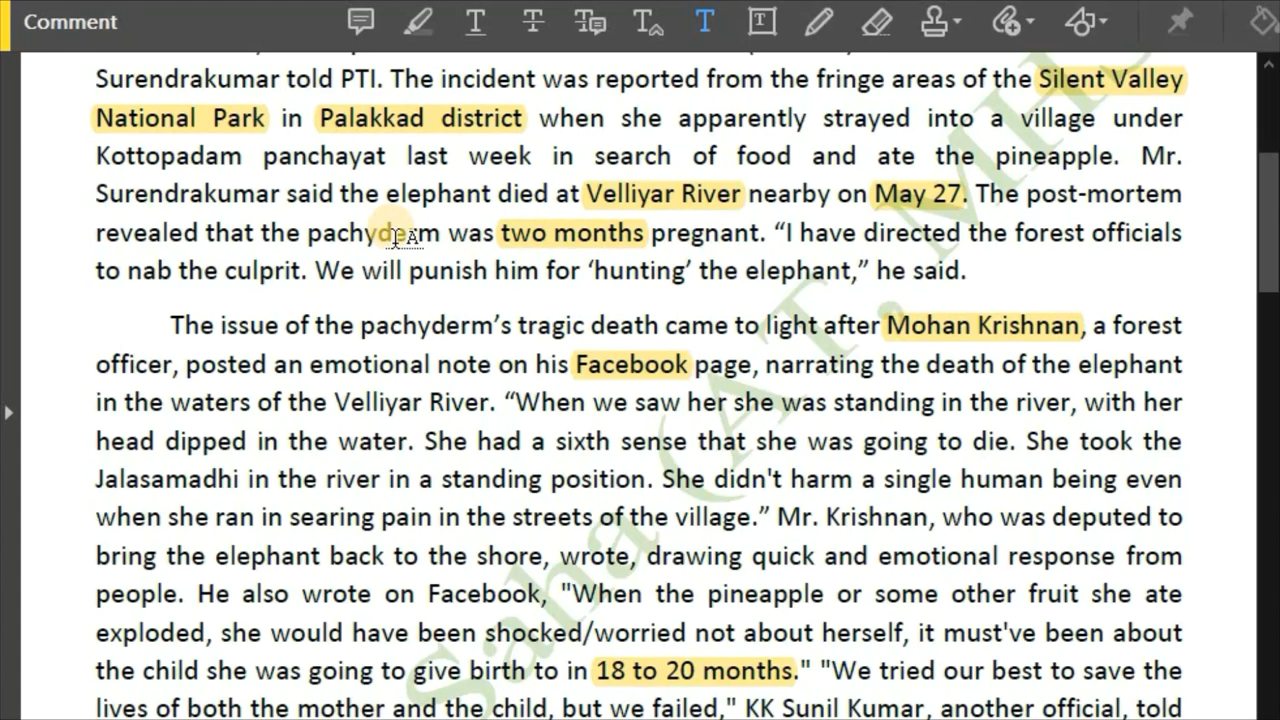 Comment
Surendrakumar told PTI. The incident was reported from the fringe areas of the Silent Valley
National Park in Palakkad district when she apparently strayed into a village under
Kottopadam panchayat last week in search of food and ate the pineapple. Mr.
Surendrakumar said the elephant died at Velliyar River nearby on May 27. The post-mortem
revealed that the pachyderm was two months pregnant. “I have directed the forest officials
to nab the culprit. We will punish him for ‘hunting’ the elephant,” he said.
The issue of the pachyderm’s tragic death came to light after Mohan Krishnan, a forest
officer, posted an emotional note on his Facebook page, narrating the death of the elephant
in the waters of the Velliyar River. “When we saw her she was standing in the river, with her
head dipped in the water. She had a sixth sense that she was going to die. She took the
Jalasamadhi in the river in a standing position. She didn't harm a single human being even
when she ran in searing pain in the streets of the village.” Mr. Krishnan, who was deputed to
bring the elephant back to the shore, wrote, drawing quick and emotional response from
people. He also wrote on Facebook, "When the pineapple or some other fruit she ate
exploded, she would have been shocked/worried not about herself, it must've been about
the child she was going to give birth to in 18 to 20 months." "We tried our best to save the
lives of both the mother and the child, but we failed," KK Sunil Kumar, another official, told
Saha (AT. MHS